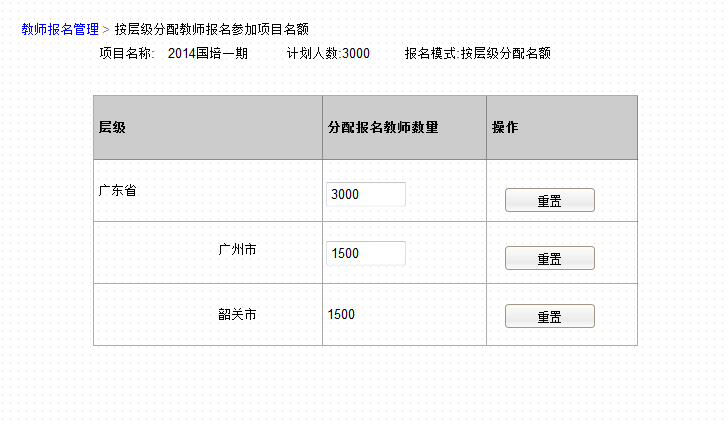 教师报名管理 > 按层级分配教师报名参加项目名额
项目名称: 2014国培一期 计划人数:3000 报名模式:按层级分配名额
层级 分配报名教师数量 操作
广东省 3000 重置
广州市 1500 重置
韶关市 1500 重置